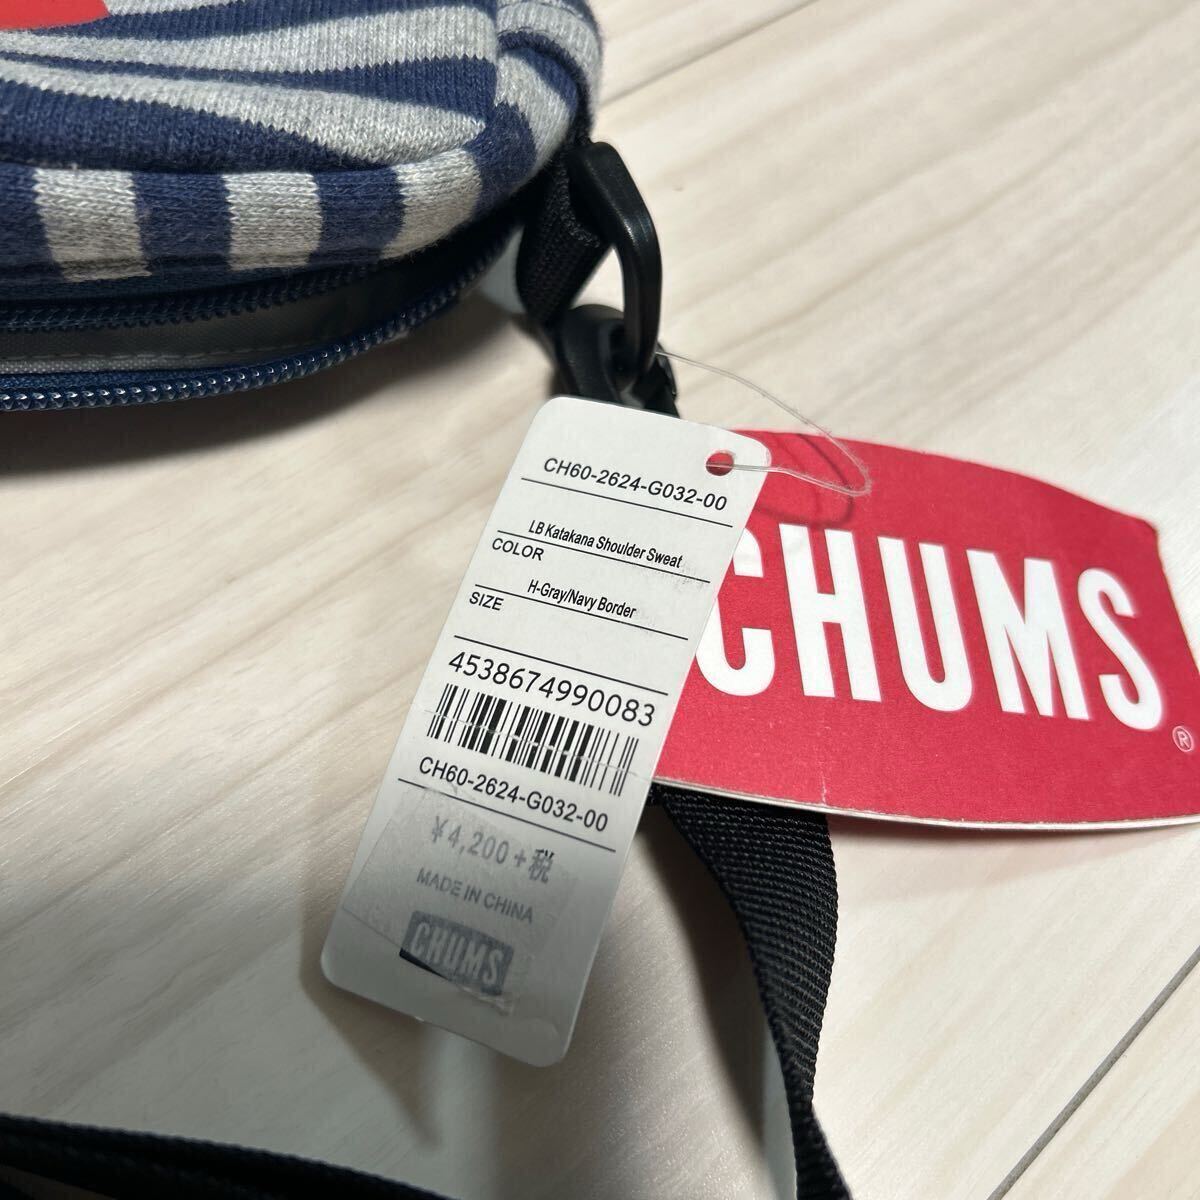 CH60-2624-G032-00
LB Katakana Shoulder Sweat
COLOR
H-Gray/Navy Border
SIZE
4538674990083
CH60-2624-G032-00
¥4,200+税
MADE IN CHINA
CHUMS
CHUMS®